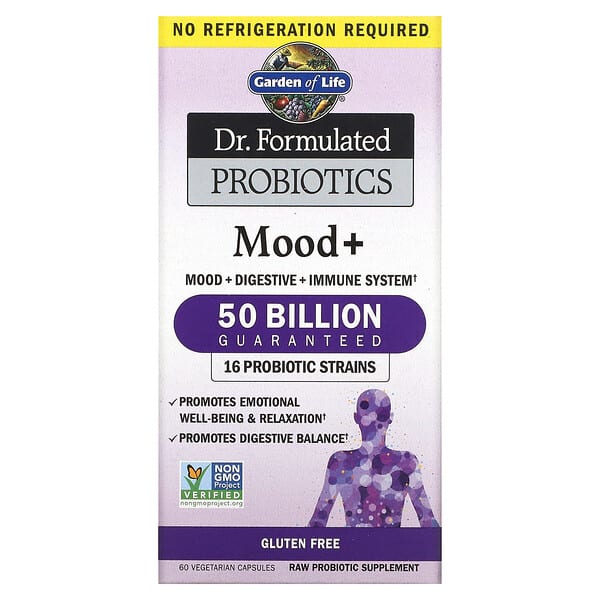 NO REFRIGERATION REQUIRED
Garden of Life®
Dr. Formulated
PROBIOTICS
Mood+
MOOD + DIGESTIVE + IMMUNE SYSTEM†
50 BILLION
GUARANTEED
16 PROBIOTIC STRAINS
✓ PROMOTES EMOTIONAL
WELL-BEING & RELAXATION†
✓ PROMOTES DIGESTIVE BALANCE†
NON
GMO
Project
VERIFIED
nongmoproject.org
GLUTEN FREE
60 VEGETARIAN CAPSULES RAW PROBIOTIC SUPPLEMENT